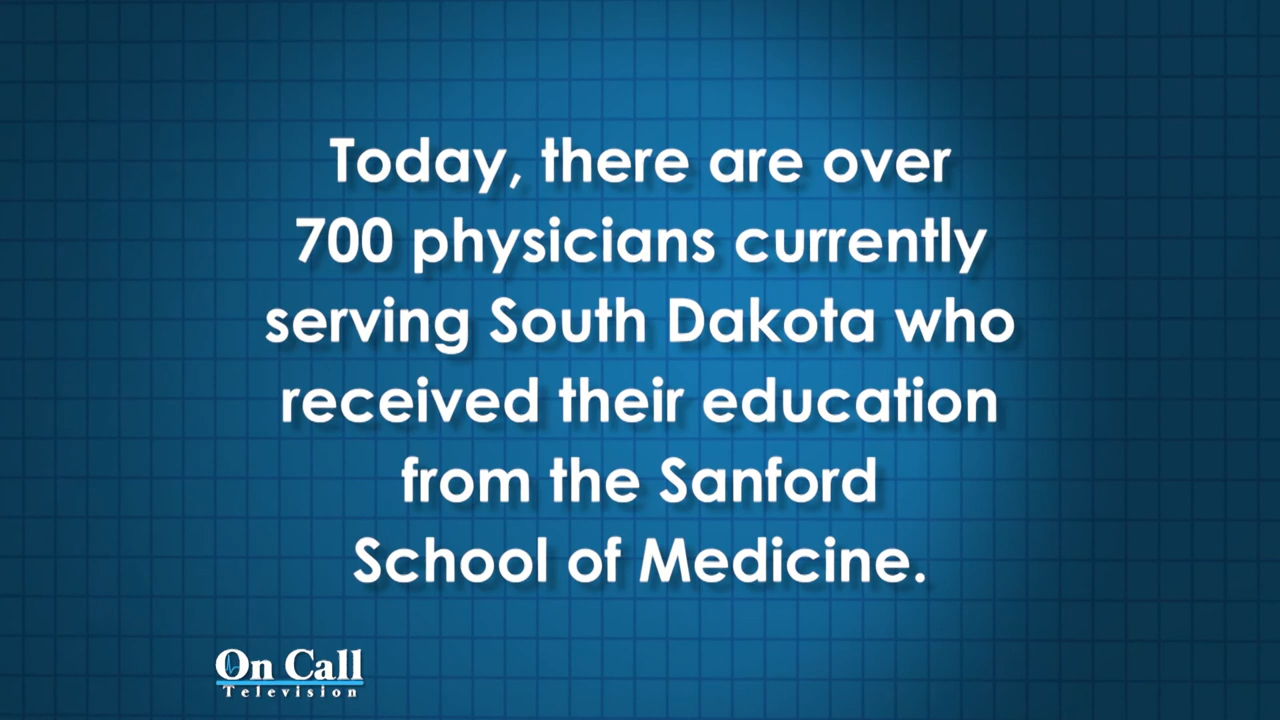 Today, there are over
700 physicians currently
serving South Dakota who
received their education
from the Sanford
School of Medicine.
On Call
Television